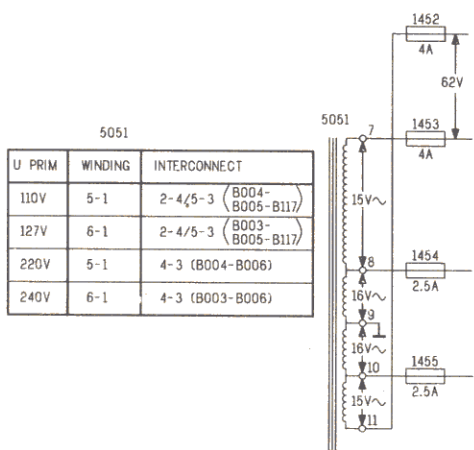 1452
4A
62V
5051
1453
4A
7
15V~
8
1454
2.5A
16V~
9
16V~
10
1455
2.5A
15V~
11
5051
U PRIM WINDING INTERCONNECT
110V 5-1 2-4/5-3 (B004-
B005-B117)
127V 6-1 2-4/5-3 (B003-
B005-B117)
220V 5-1 4-3 (B004-B006)
240V 6-1 4-3 (B003-B006)